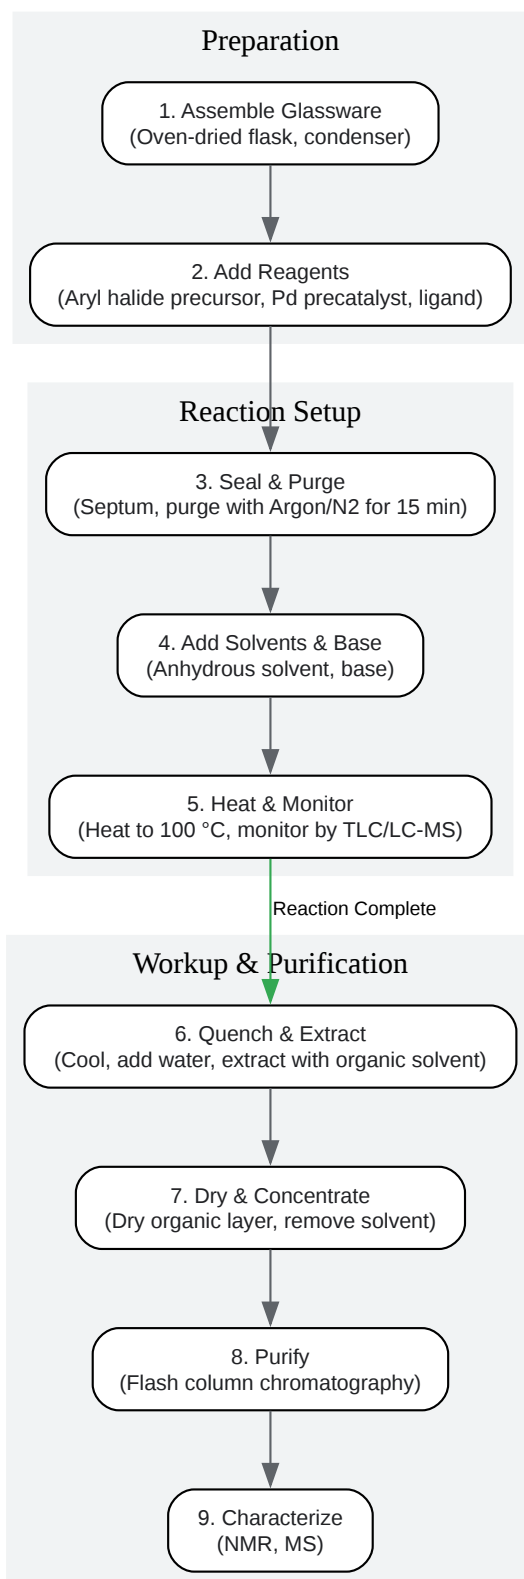 Preparation
1. Assemble Glassware
(Oven-dried flask, condenser)
2. Add Reagents
(Aryl halide precursor, Pd precatalyst, ligand)
Reaction Setup
3. Seal & Purge
(Septum, purge with Argon/N2 for 15 min)
4. Add Solvents & Base
(Anhydrous solvent, base)
5. Heat & Monitor
(Heat to 100 °C, monitor by TLC/LC-MS)
Reaction Complete
Workup & Purification
6. Quench & Extract
(Cool, add water, extract with organic solvent)
7. Dry & Concentrate
(Dry organic layer, remove solvent)
8. Purify
(Flash column chromatography)
9. Characterize
(NMR, MS)